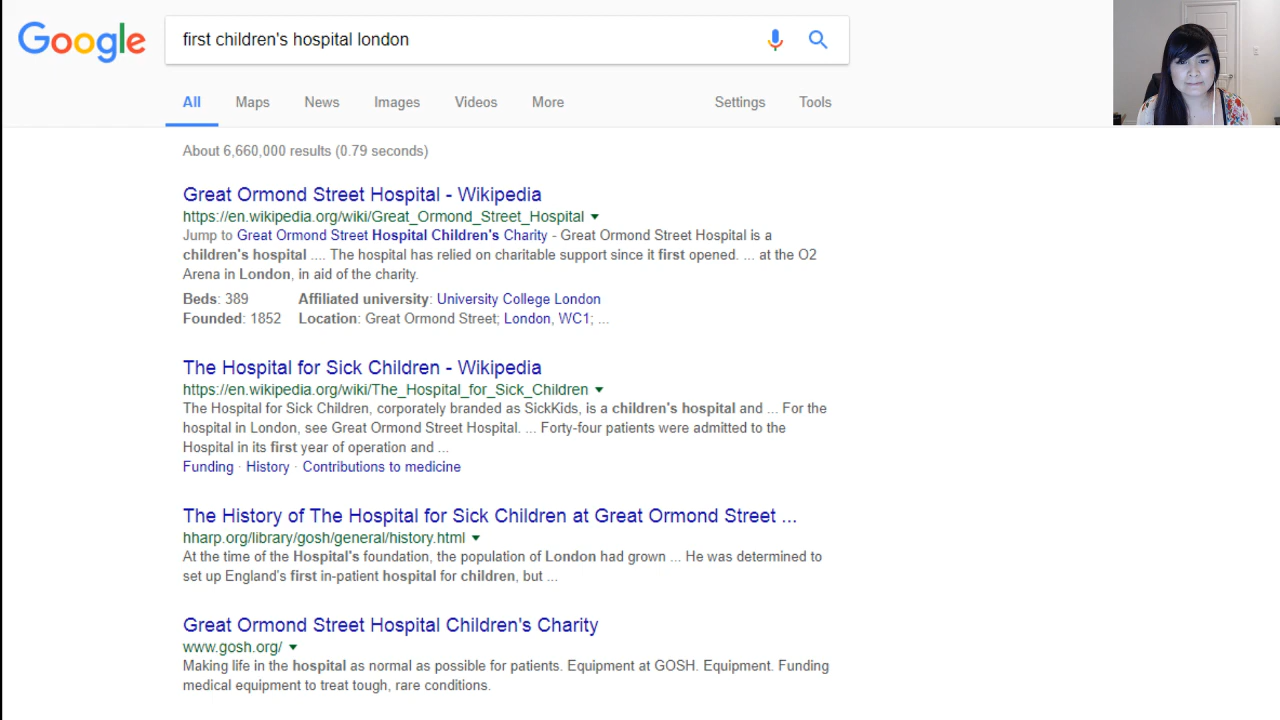 Google
first children's hospital london
All Maps News Images Videos More Settings Tools
About 6,660,000 results (0.79 seconds)
Great Ormond Street Hospital - Wikipedia
https://en.wikipedia.org/wiki/Great_Ormond_Street_Hospital
Jump to Great Ormond Street Hospital Children's Charity - Great Ormond Street Hospital is a
children's hospital .... The hospital has relied on charitable support since it first opened. ... at the O2
Arena in London, in aid of the charity.
Beds: 389 Affiliated university: University College London
Founded: 1852 Location: Great Ormond Street; London, WC1; ...
The Hospital for Sick Children - Wikipedia
https://en.wikipedia.org/wiki/The_Hospital_for_Sick_Children
The Hospital for Sick Children, corporately branded as SickKids, is a children's hospital and ... For the
hospital in London, see Great Ormond Street Hospital. ... Forty-four patients were admitted to the
Hospital in its first year of operation and ...
Funding · History · Contributions to medicine
The History of The Hospital for Sick Children at Great Ormond Street ...
hharp.org/library/gosh/general/history.html
At the time of the Hospital's foundation, the population of London had grown ... He was determined to
set up England's first in-patient hospital for children, but ...
Great Ormond Street Hospital Children's Charity
www.gosh.org/
Making life in the hospital as normal as possible for patients. Equipment at GOSH. Equipment. Funding
medical equipment to treat tough, rare conditions.